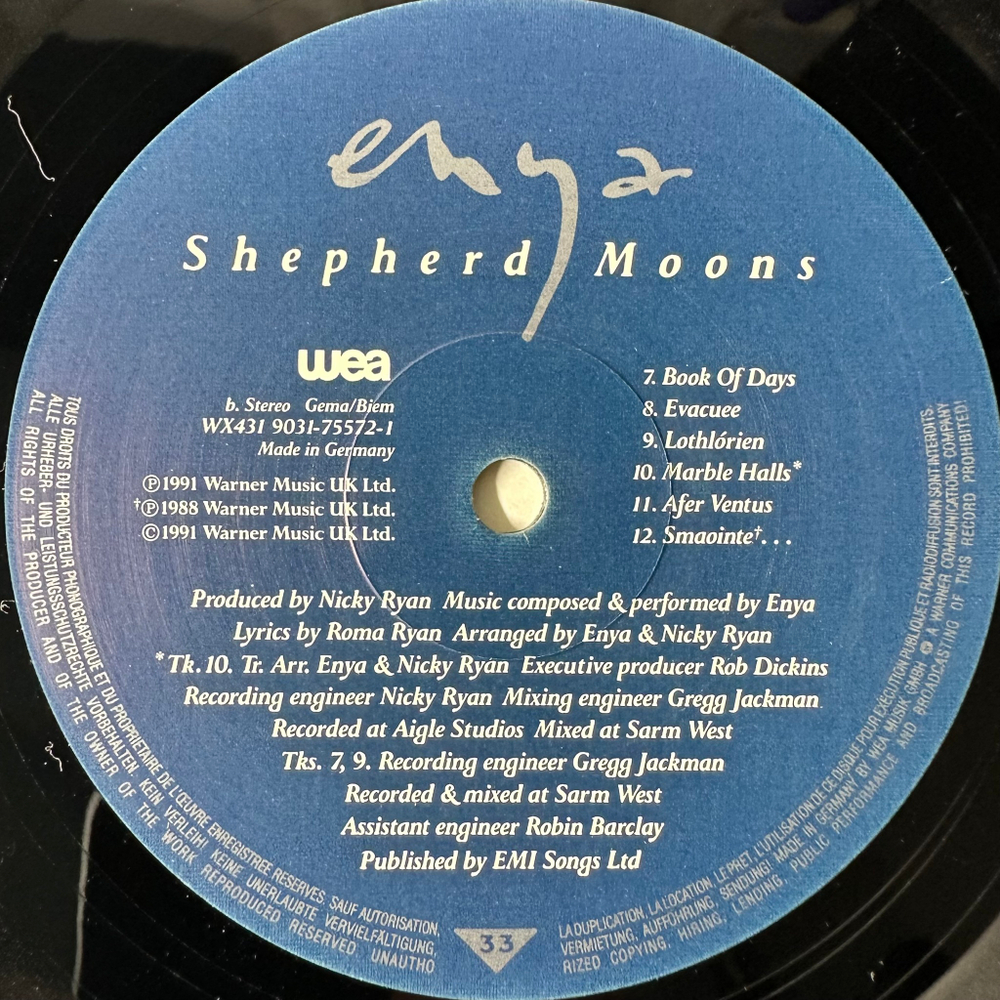 enya
Shepherd Moons
wea
b. Stereo Gema/Biem
WX431 9031-75572-1
Made in Germany
℗1991 Warner Music UK Ltd.
†℗1988 Warner Music UK Ltd.
©1991 Warner Music UK Ltd.
7. Book Of Days
8. Evacuee
9. Lothlórien
10. Marble Halls*
11. Afer Ventus
12. Smaointe†...
Produced by Nicky Ryan Music composed & performed by Enya
Lyrics by Roma Ryan Arranged by Enya & Nicky Ryan
*Tk. 10. Tr. Arr. Enya & Nicky Ryan Executive producer Rob Dickins
Recording engineer Nicky Ryan Mixing engineer Gregg Jackman
Recorded at Aigle Studios Mixed at Sarm West
Tks. 7, 9. Recording engineer Gregg Jackman
Recorded & mixed at Sarm West
Assistant engineer Robin Barclay
Published by EMI Songs Ltd
TOUS DROITS DU PRODUCTEUR PHONOGRAPHIQUE ET DU PROPRIETAIRE DE L'ŒUVRE ENREGISTREE RESERVES. SAUF AUTORISATION,
LA DUPLICATION, LA LOCATION, LE PRET, L'UTILISATION DE CE DISQUE POUR EXÉCUTION PUBLIQUE ET RADIODIFFUSION SONT INTERDITS.
ALLE URHEBER- UND LEISTUNGSSCHUTZRECHTE VORBEHALTEN. KEIN VERLEIH! KEINE UNERLAUBTE VERVIELFÄLTIGUNG,
VERMIETUNG, AUFFÜHRUNG, SENDUNG! MADE IN GERMANY BY WEA MUSIK GMBH A WARNER COMMUNICATIONS COMPANY
ALL RIGHTS OF THE PRODUCER AND OF THE OWNER OF THE WORK REPRODUCED RESERVED. UNAUTHO
RIZED COPYING, HIRING, LENDING, PUBLIC PERFORMANCE AND BROADCASTING OF THIS RECORD PROHIBITED!
33